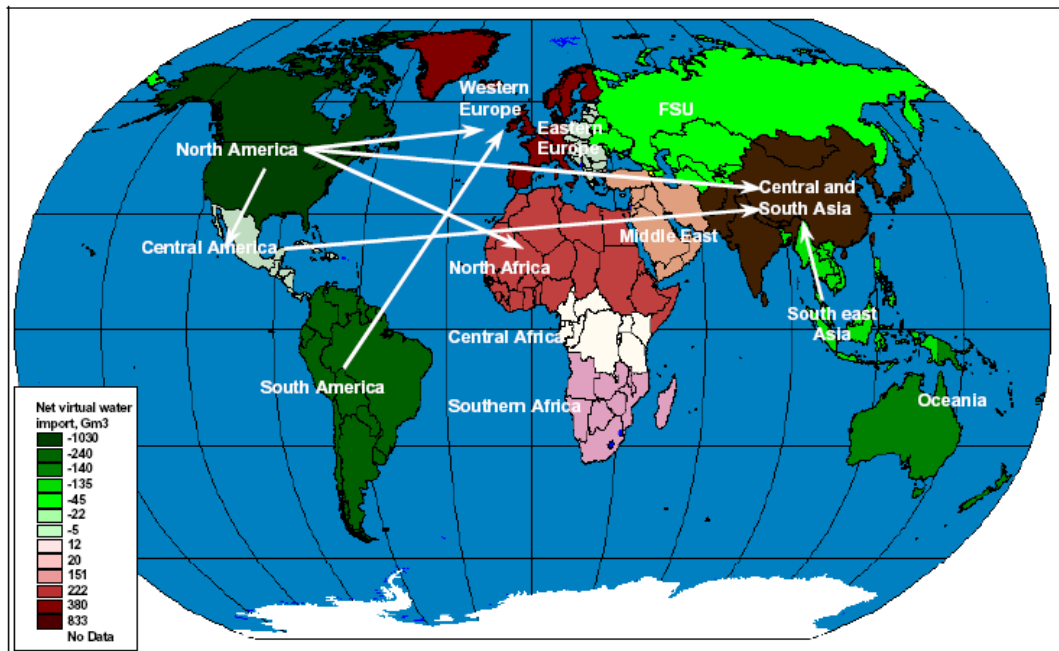 Western
Europe
Eastern
Europe
FSU
North America
Central and
South Asia
Central America
Middle East
North Africa
South east
Asia
Central Africa
South America
Southern Africa
Oceania
Net virtual water
import, Gm3
-1030
-240
-140
-135
-45
-22
-5
12
20
151
222
380
833
No Data